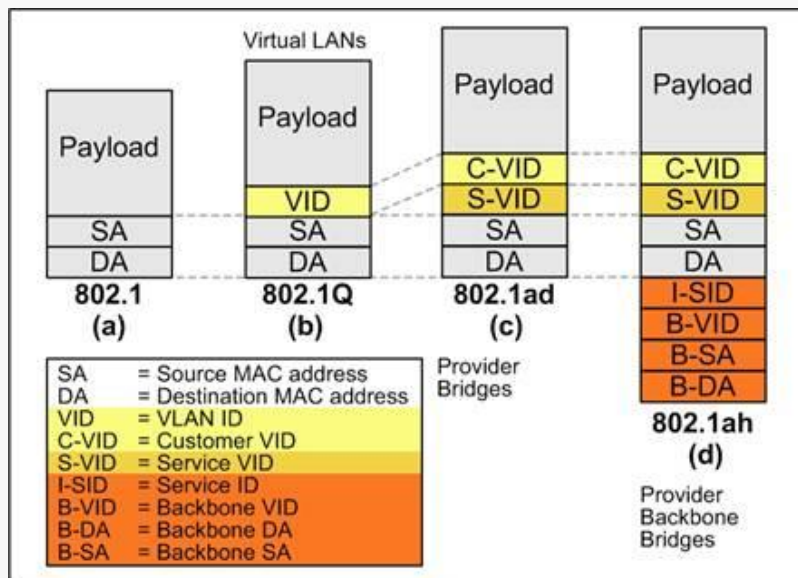 Virtual LANs
Payload
SA
DA
802.1
(a)
Payload
VID
SA
DA
802.1Q
(b)
Payload
C-VID
S-VID
SA
DA
802.1ad
(c)
Provider
Bridges
Payload
C-VID
S-VID
SA
DA
I-SID
B-VID
B-SA
B-DA
802.1ah
(d)
Provider
Backbone
Bridges
SA = Source MAC address
DA = Destination MAC address
VID = VLAN ID
C-VID = Customer VID
S-VID = Service VID
I-SID = Service ID
B-VID = Backbone VID
B-DA = Backbone DA
B-SA = Backbone SA